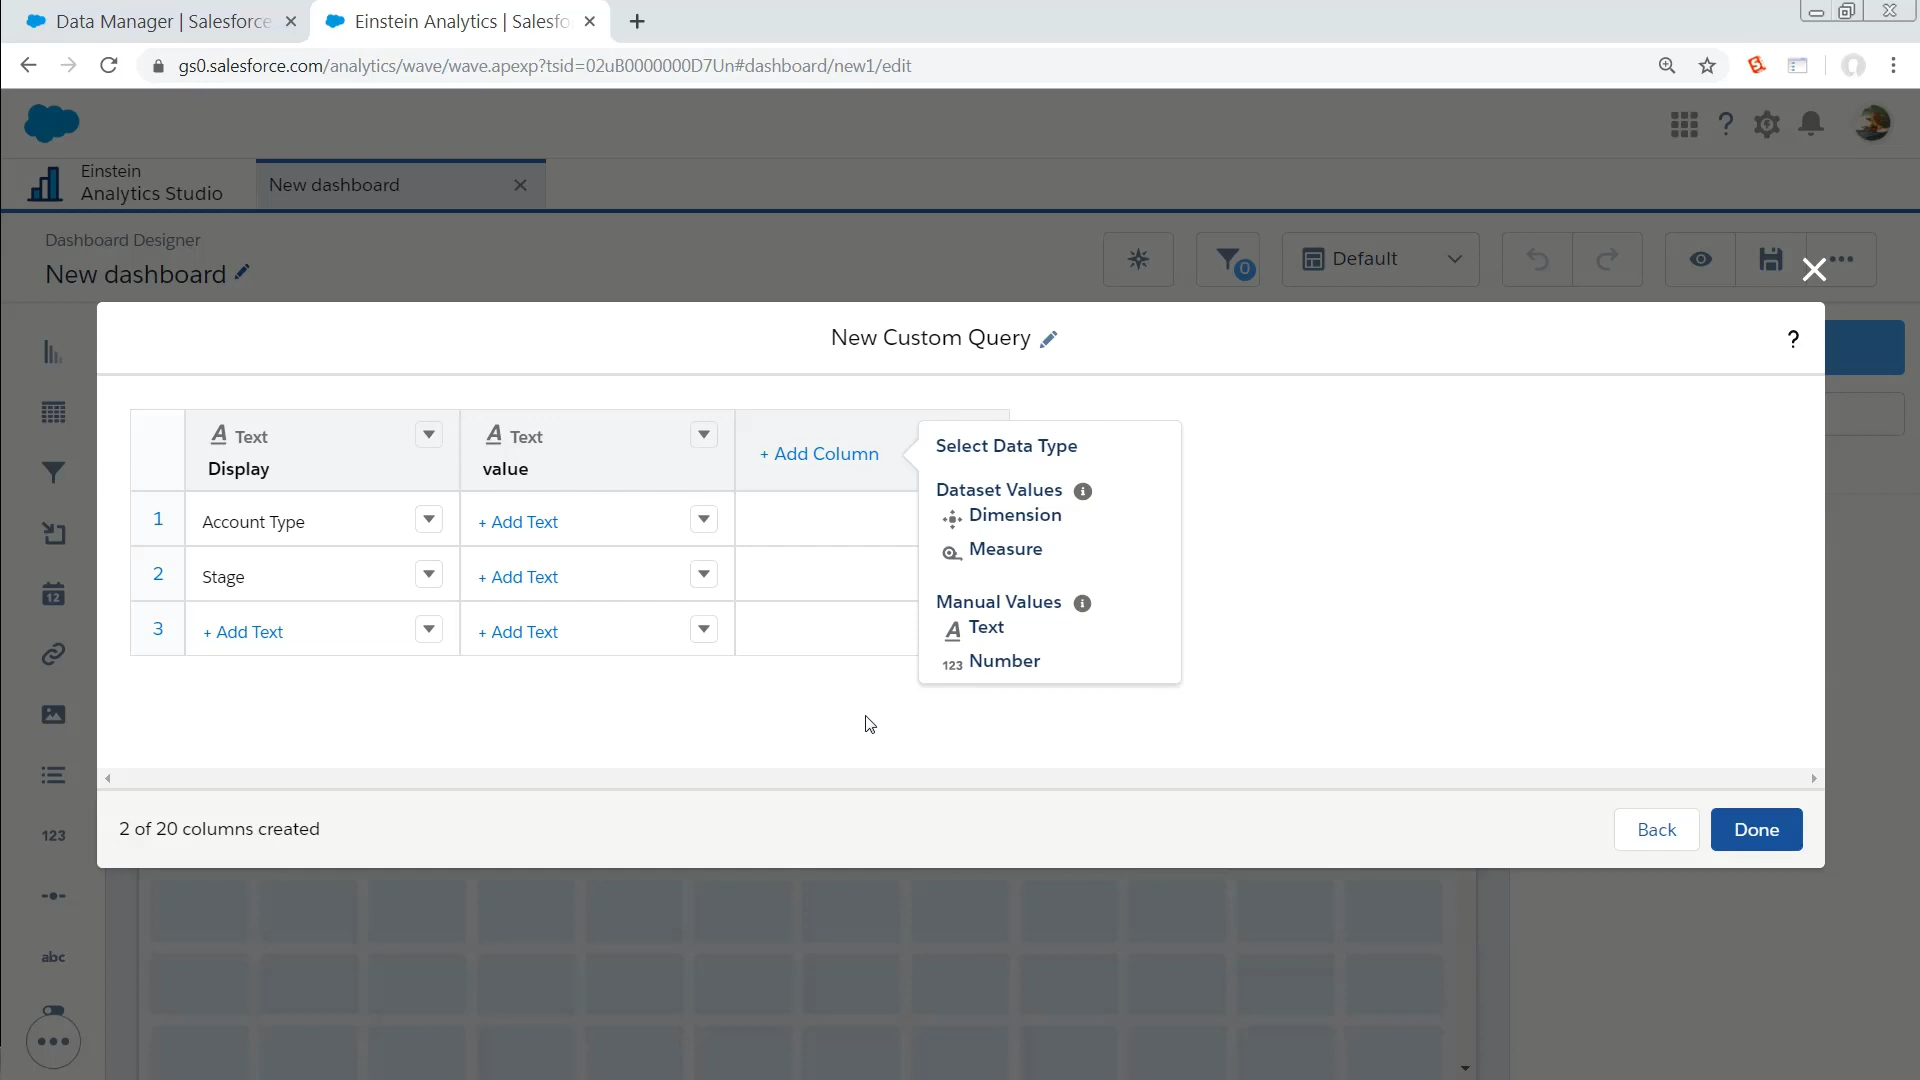 Data Manager | Salesforce
Einstein Analytics | Salesfo
gs0.salesforce.com/analytics/wave/wave.apexp?tsid=02uB0000000D7Un#dashboard/new1/edit
Einstein
Analytics Studio
New dashboard
Dashboard Designer
New dashboard
0
Default
New Custom Query
?
Text
Display
Text
value
+ Add Column
1
Account Type
+ Add Text
2
Stage
+ Add Text
3
+ Add Text
+ Add Text
Select Data Type
Dataset Values
Dimension
Measure
Manual Values
A Text
123 Number
12
123
abc
2 of 20 columns created
Back
Done